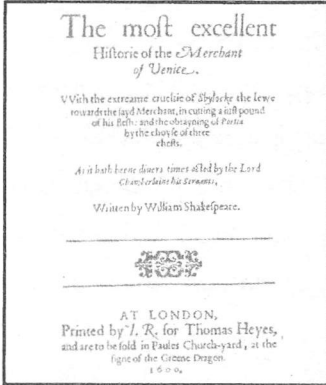 The moſt excellent
Hiſtorie of the Merchant
of Venice.
VVith the extreame crueltie of Shylocke the Iewe
towards the ſayd Merchant, in cutting a iuſt pound
of his fleſh: and the obtayning of Portia
by the choyſe of three
cheſts.
As it hath beene diuers times acted by the Lord
Chamberlaine his Seruants.
Written by William Shakeſpeare.
AT LONDON,
Printed by I. R. for Thomas Heyes,
and are to be ſold in Paules Church-yard, at the
ſigne of the Greene Dragon.
1600.